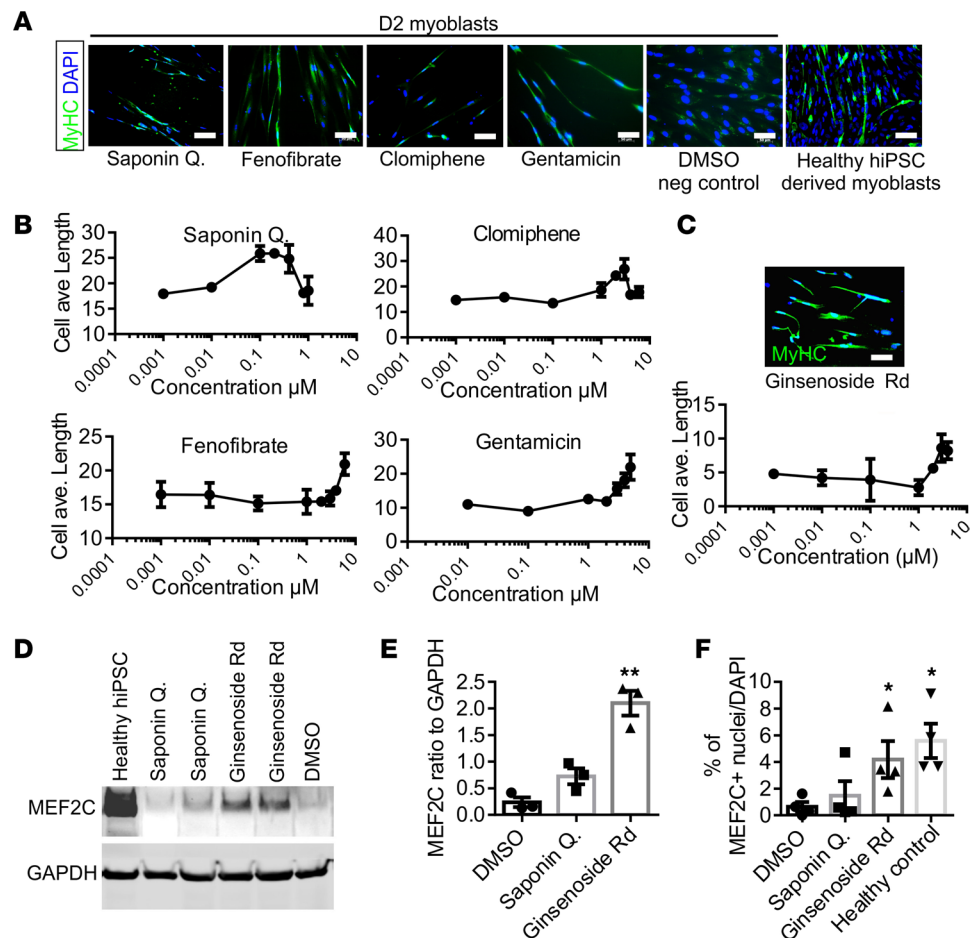 A
D2 myoblasts
MyHC DAPI
Saponin Q.
Fenofibrate
Clomiphene
Gentamicin
DMSO
neg control
Healthy hiPSC
derived myoblasts
B
Saponin Q.
Cell ave. Length
30
25
20
15
10
0.0001
0.001
0.01
0.1
1
10
Concentration µM
Clomiphene
40
30
20
10
0
0.0001
0.001
0.01
0.1
1
10
Concentration µM
Fenofibrate
Cell ave. Length
25
20
15
10
0.0001
0.001
0.01
0.1
1
10
Concentration µM
Gentamicin
30
20
10
0
0.001
0.01
0.1
1
10
Concentration µM
C
MyHC
Ginsenoside Rd
Cell ave. Length
15
10
5
0
0.0001
0.001
0.01
0.1
1
10
Concentration (µM)
D
Healthy hiPSC
Saponin Q.
Saponin Q.
Ginsenoside Rd
Ginsenoside Rd
DMSO
MEF2C
GAPDH
E
MEF2C ratio to GAPDH
2.5
2.0
1.5
1.0
0.5
0.0
**
DMSO
Saponin Q.
Ginsenoside Rd
F
% of
MEF2C+ nuclei/DAPI
10
8
6
4
2
0
*
*
DMSO
Saponin Q.
Ginsenoside Rd
Healthy control